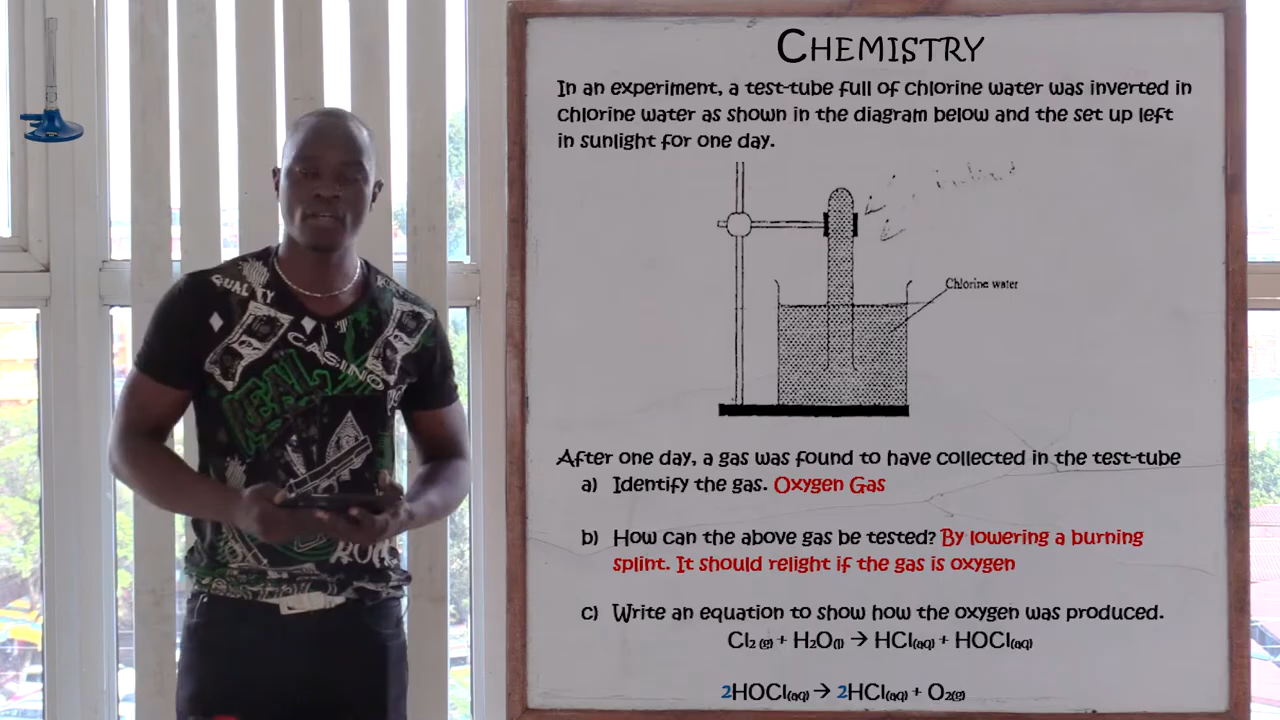 CHEMISTRY
In an experiment, a test-tube full of chlorine water was inverted in
chlorine water as shown in the diagram below and the set up left
in sunlight for one day.
Chlorine water
After one day, a gas was found to have collected in the test-tube
a) Identify the gas. Oxygen Gas
b) How can the above gas be tested? By lowering a burning
splint. It should relight if the gas is oxygen
c) Write an equation to show how the oxygen was produced.
Cl₂ (g) + H₂O(l) → HCl(aq) + HOCl(aq)
2HOCl(aq) → 2HCl(aq) + O₂(g)
QUALITY
CASINO
REAL